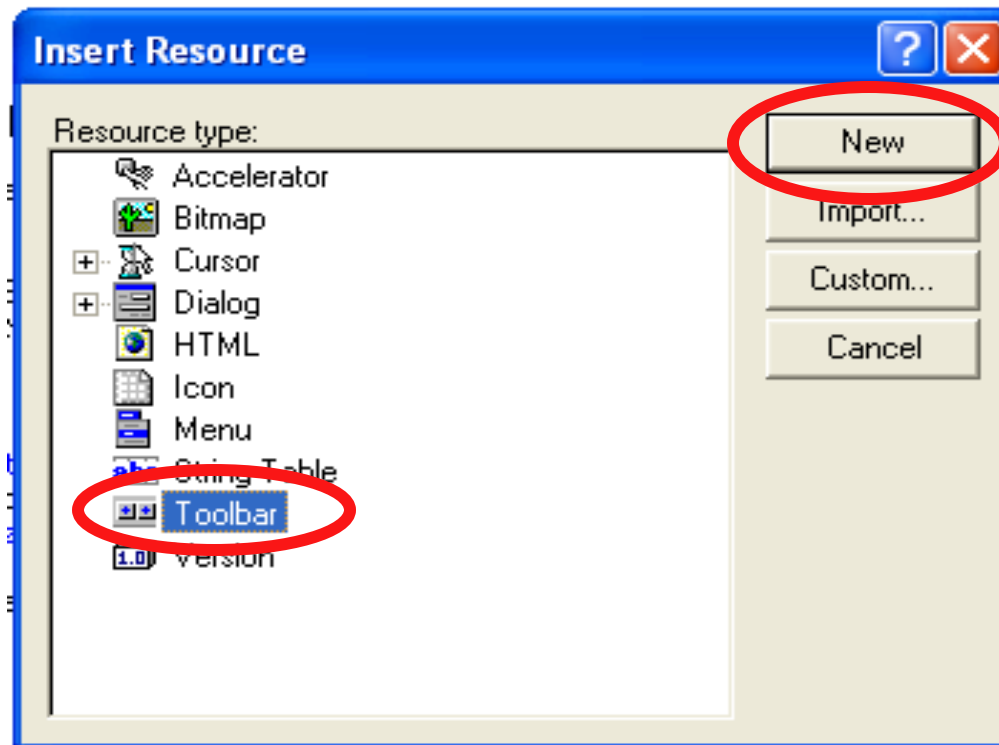 Insert Resource
Resource type:
Accelerator
Bitmap
Cursor
Dialog
HTML
Icon
Menu
String Table
Toolbar
Version
New
Import...
Custom...
Cancel